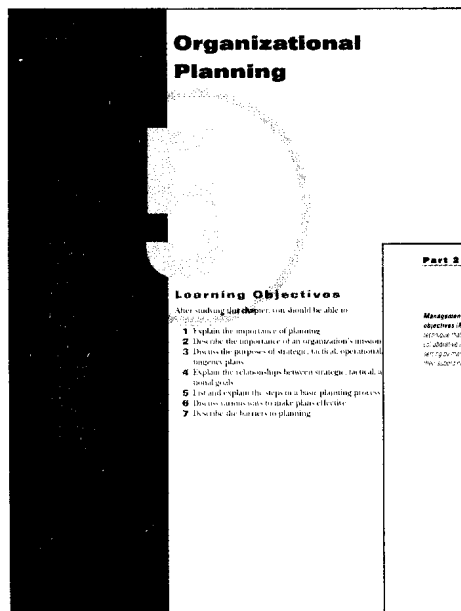 Organizational
Planning
Learning Objectives
After studying this chapter, you should be able to
1 Explain the importance of planning
2 Describe the importance of an organization's mission
3 Discuss the purposes of strategic, tactical, operational,
tingency plans
4 Explain the relationships between strategic, tactical, a
tional goals
5 List and explain the steps in a basic planning process
6 Discuss various ways to make plans effective
7 Describe the barriers to planning
Part 2
Management
objectives
technique